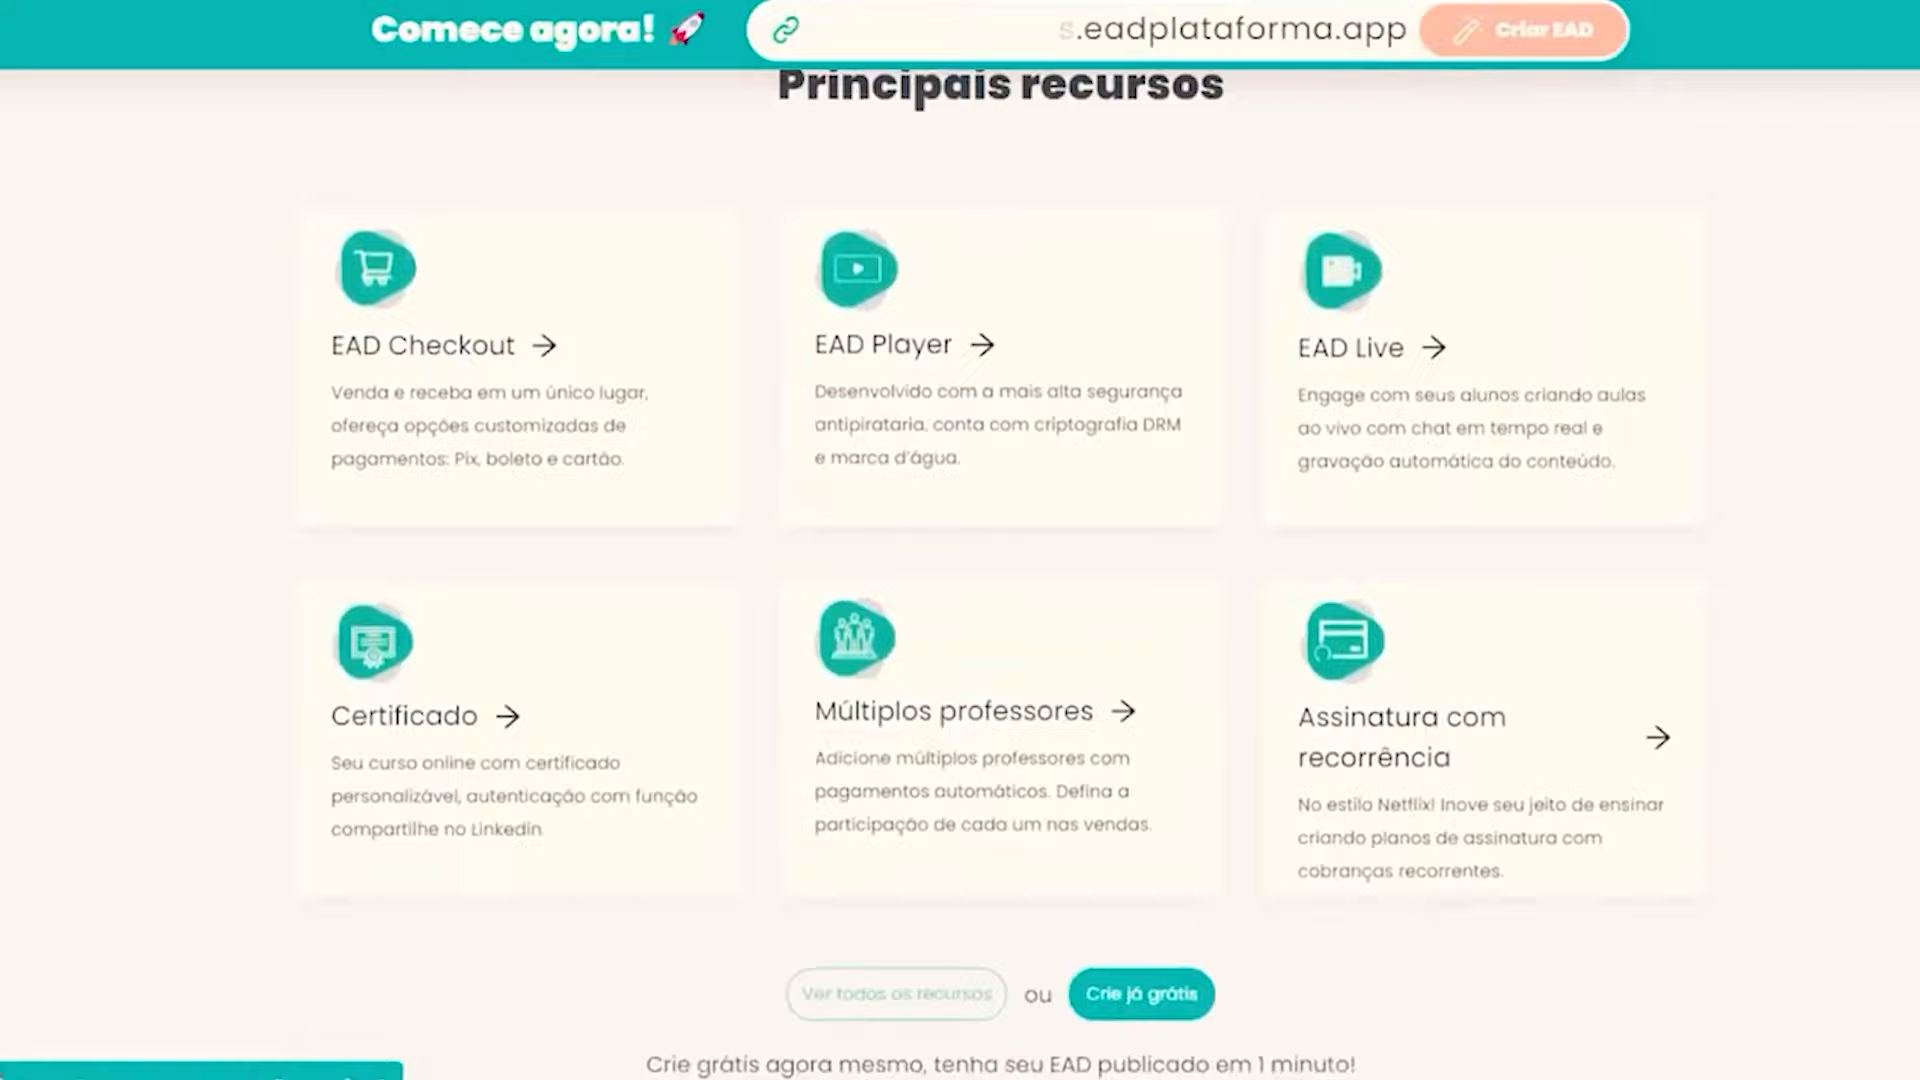 Comece agora! 🚀
s.eadplataforma.app
Criar EAD
Principais recursos
EAD Checkout →
Venda e receba em um único lugar,
ofereça opções customizadas de
pagamentos: Pix, boleto e cartão.
EAD Player →
Desenvolvido com a mais alta segurança
antipirataria, conta com criptografia DRM
e marca d'água.
EAD Live →
Engage com seus alunos criando aulas
ao vivo com chat em tempo real e
gravação automática do conteúdo.
Certificado →
Seu curso online com certificado
personalizável, autenticação com função
compartilhe no Linkedin
Múltiplos professores →
Adicione múltiplos professores com
pagamentos automáticos. Defina a
participação de cada um nas vendas.
Assinatura com
recorrência →
No estilo Netflix! Inove seu jeito de ensinar
criando planos de assinatura com
cobranças recorrentes.
Ver todos os recursos
ou
Crie já grátis
Crie grátis agora mesmo, tenha seu EAD publicado em 1 minuto!